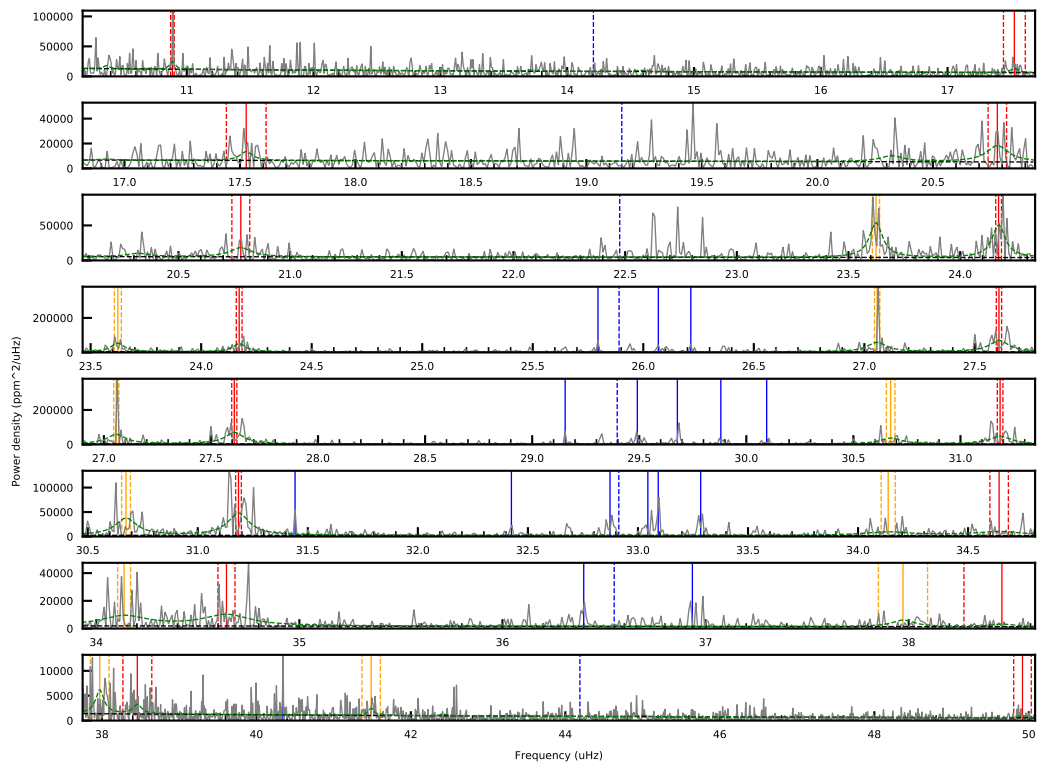 100000
50000
0
11 12 13 14 15 16 17
40000
20000
0
17.0 17.5 18.0 18.5 19.0 19.5 20.0 20.5
50000
0
20.5 21.0 21.5 22.0 22.5 23.0 23.5 24.0
200000
0
23.5 24.0 24.5 25.0 25.5 26.0 26.5 27.0 27.5
200000
0
27.0 27.5 28.0 28.5 29.0 29.5 30.0 30.5 31.0
Power density (ppm^2/uHz)
100000
50000
0
30.5 31.0 31.5 32.0 32.5 33.0 33.5 34.0 34.5
40000
20000
0
34 35 36 37 38
10000
5000
0
38 40 42 44 46 48 50
Frequency (uHz)